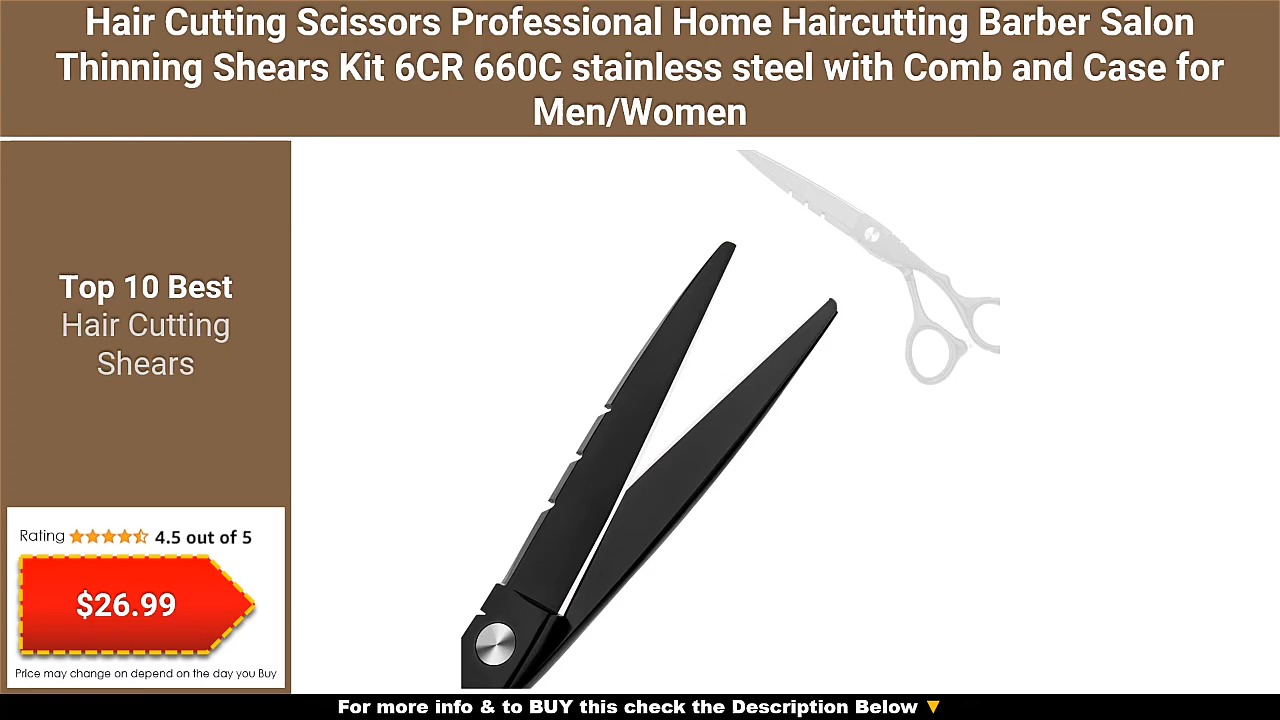 Hair Cutting Scissors Professional Home Haircutting Barber Salon
Thinning Shears Kit 6CR 660C stainless steel with Comb and Case for
Men/Women
Top 10 Best
Hair Cutting
Shears
Rating 4.5 out of 5
$26.99
Price may change on depend on the day you Buy
For more info & to BUY this check the Description Below ▼